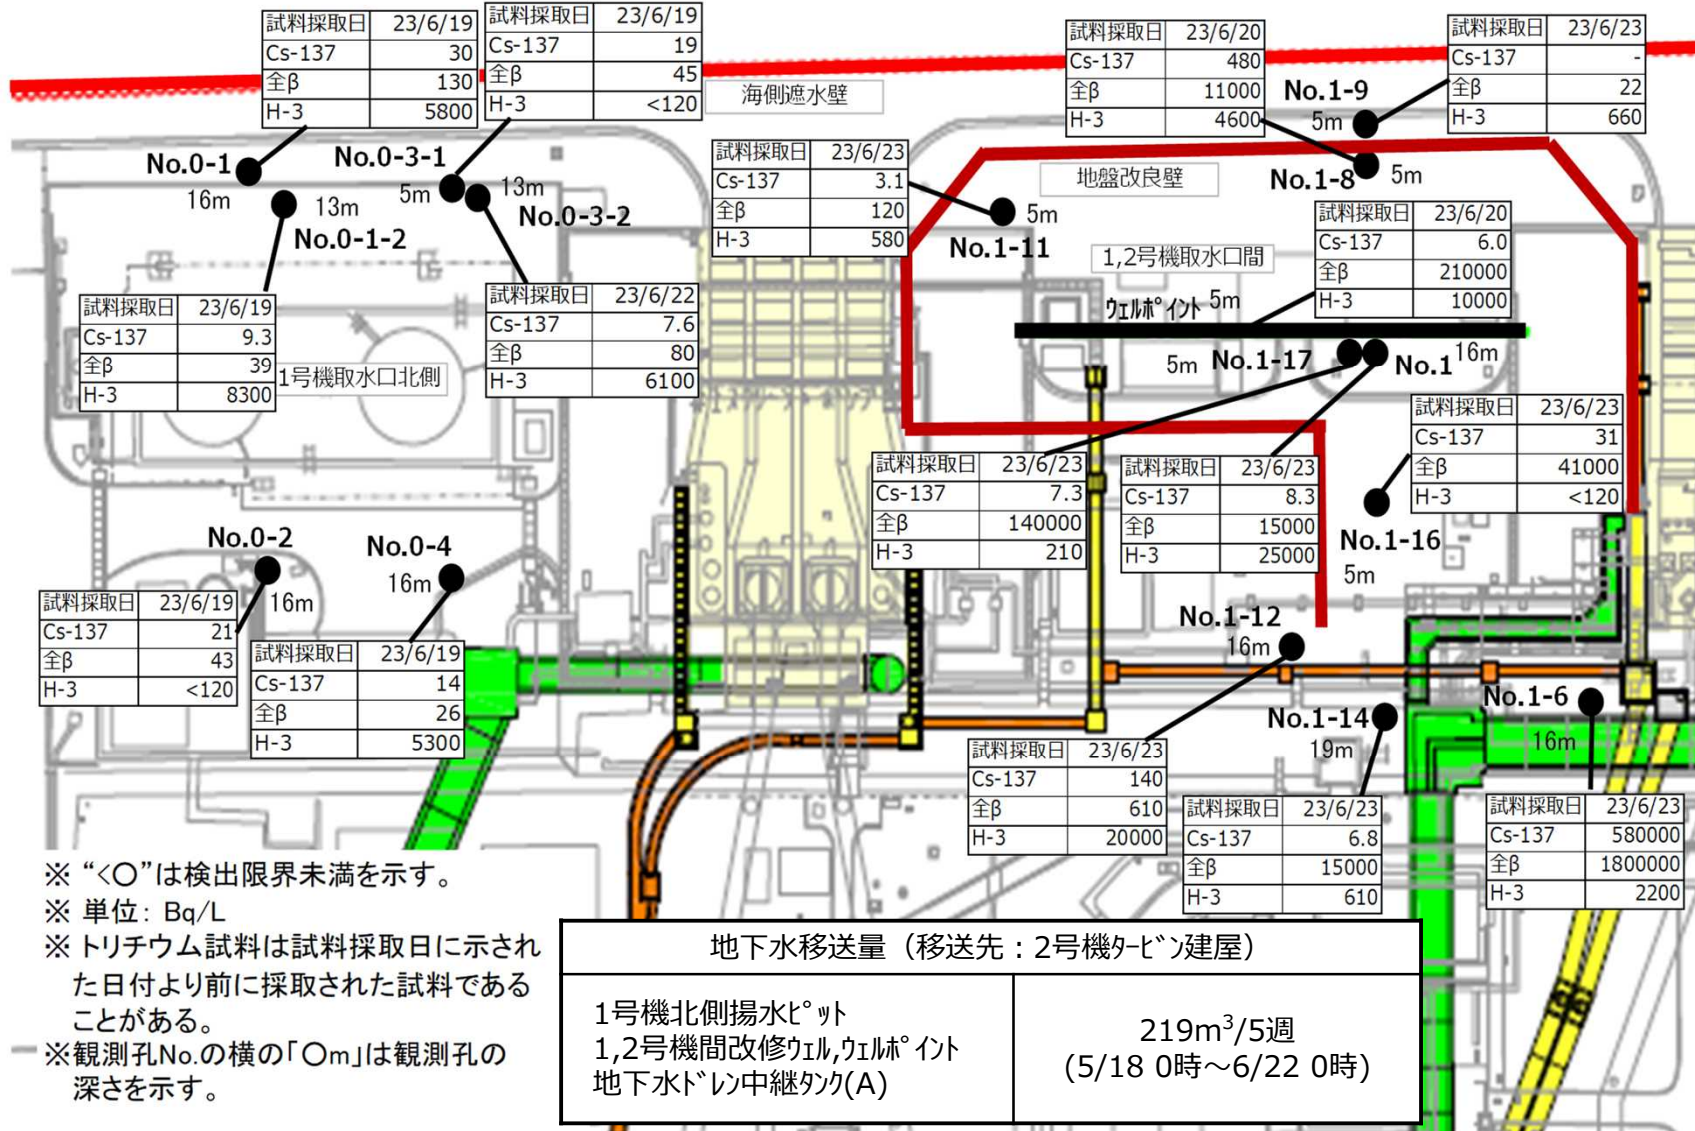 試料採取日 23/6/19
Cs-137 30
全β 130
H-3 5800
試料採取日 23/6/19
Cs-137 19
全β 45
H-3 <120
海側遮水壁
試料採取日 23/6/20
Cs-137 480
全β 11000
H-3 4600
No.1-9
5m
試料採取日 23/6/23
Cs-137 -
全β 22
H-3 660
No.0-1
16m
No.0-3-1
5m
13m
No.0-3-2
13m
No.0-1-2
試料採取日 23/6/23
Cs-137 3.1
全β 120
H-3 580
5m
No.1-11
地盤改良壁
No.1-8 5m
1,2号機取水口間
試料採取日 23/6/20
Cs-137 6.0
全β 210000
H-3 10000
試料採取日 23/6/19
Cs-137 9.3
全β 39
H-3 8300
1号機取水口北側
試料採取日 23/6/22
Cs-137 7.6
全β 80
H-3 6100
ウェルポイント 5m
5m No.1-17
No.1 16m
試料採取日 23/6/23
Cs-137 7.3
全β 140000
H-3 210
試料採取日 23/6/23
Cs-137 8.3
全β 15000
H-3 25000
試料採取日 23/6/23
Cs-137 31
全β 41000
H-3 <120
No.1-16
5m
No.0-2
16m
No.0-4
16m
試料採取日 23/6/19
Cs-137 21
全β 43
H-3 <120
試料採取日 23/6/19
Cs-137 14
全β 26
H-3 5300
No.1-12
16m
No.1-14
19m
No.1-6
16m
試料採取日 23/6/23
Cs-137 140
全β 610
H-3 20000
試料採取日 23/6/23
Cs-137 6.8
全β 15000
H-3 610
試料採取日 23/6/23
Cs-137 580000
全β 1800000
H-3 2200
※ “<○”は検出限界未満を示す。
※ 単位: Bq/L
※ トリチウム試料は試料採取日に示され
た日付より前に採取された試料である
ことがある。
※観測孔No.の横の「○m」は観測孔の
深さを示す。
地下水移送量（移送先：2号機ﾀｰﾋﾞﾝ建屋）
1号機北側揚水ﾋﾟｯﾄ
1,2号機間改修ｳｪﾙ,ｳｪﾙﾎﾟｲﾝﾄ
地下水ﾄﾞﾚﾝ中継ﾀﾝｸ(A)
219m³/5週
(5/18 0時～6/22 0時)